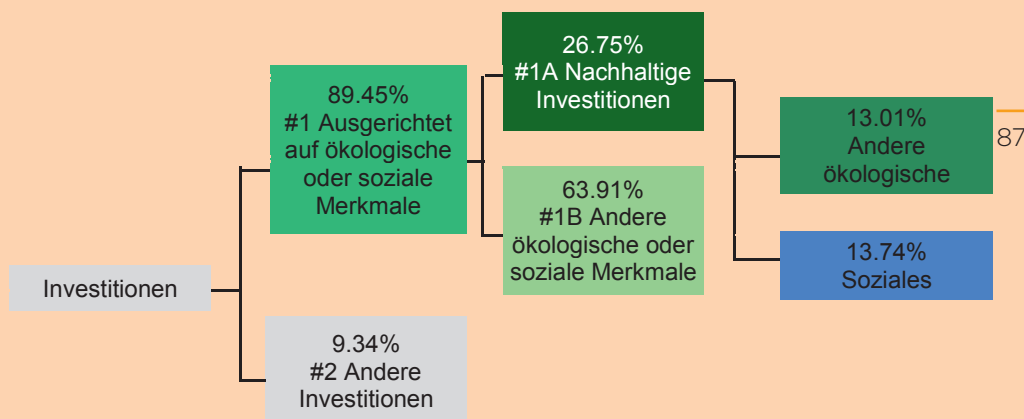 Investitionen
89.45%
#1 Ausgerichtet
auf ökologische
oder soziale
Merkmale
9.34%
#2 Andere
Investitionen
26.75%
#1A Nachhaltige
Investitionen
63.91%
#1B Andere
ökologische oder
soziale Merkmale
13.01%
Andere
ökologische
13.74%
Soziales
87